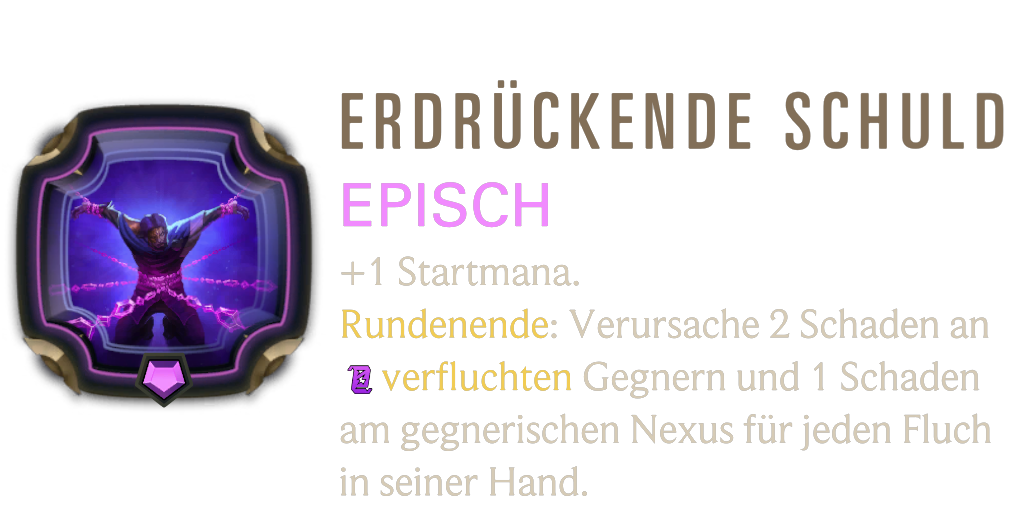 ERDRÜCKENDE SCHULD
EPISCH
+1 Startmana.
Rundenende: Verursache 2 Schaden an
verfluchten Gegnern und 1 Schaden
am gegnerischen Nexus für jeden Fluch
in seiner Hand.